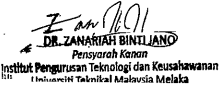 DR. ZANARIAH BINTI JANO
Pensyarah Kanan
Institut Pengurusan Teknologi dan Keusahawanan
Universiti Teknikal Malaysia Melaka